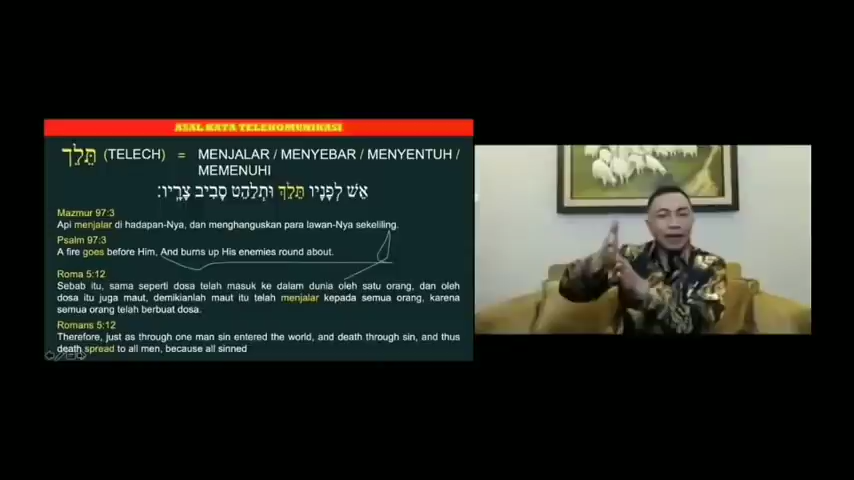 ASAL KATA TELEKOMUNIKASI
תֵּלֵךְ (TELECH) = MENJALAR / MENYEBAR / MENYENTUH /
MEMENUHI
אֵשׁ לְפָנָיו תֵּלֵךְ וּתְלַהֵט סָבִיב צָרָיו׃
Mazmur 97:3
Api menjalar di hadapan-Nya, dan menghanguskan para lawan-Nya sekeliling.
Psalm 97:3
A fire goes before Him, And burns up His enemies round about.
Roma 5:12
Sebab itu, sama seperti dosa telah masuk ke dalam dunia oleh satu orang, dan oleh
dosa itu juga maut, demikianlah maut itu telah menjalar kepada semua orang, karena
semua orang telah berbuat dosa.
Romans 5:12
Therefore, just as through one man sin entered the world, and death through sin, and thus
death spread to all men, because all sinned